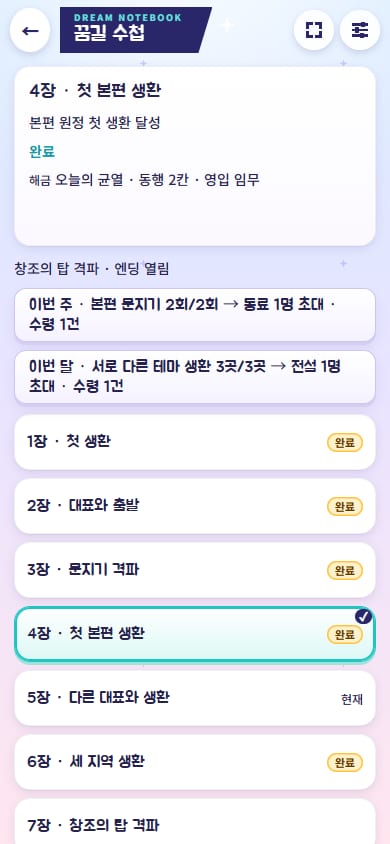 DREAM NOTEBOOK
꿈길 수첩
4장 · 첫 본편 생환
본편 원정 첫 생환 달성
완료
해금 오늘의 균열 · 동행 2칸 · 영입 임무
창조의 탑 격파 · 엔딩 열림
이번 주 · 본편 문지기 2회/2회 → 동료 1명 초대 ·
수령 1건
이번 달 · 서로 다른 테마 생환 3곳/3곳 → 전설 1명
초대 · 수령 1건
1장 · 첫 생환
완료
2장 · 대표와 출발
완료
3장 · 문지기 격파
완료
4장 · 첫 본편 생환
완료
5장 · 다른 대표와 생환
현재
6장 · 세 지역 생환
완료
7장 · 창조의 탑 격파